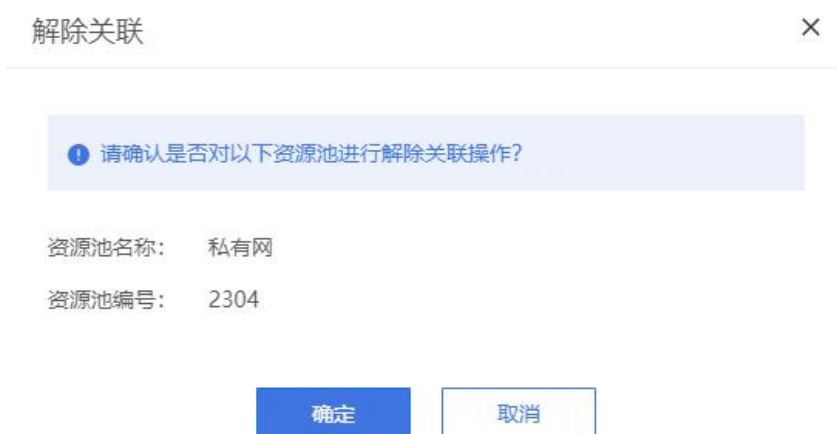 解除关联
请确认是否对以下资源池进行解除关联操作?
资源池名称: 私有网
资源池编号: 2304
确定 取消